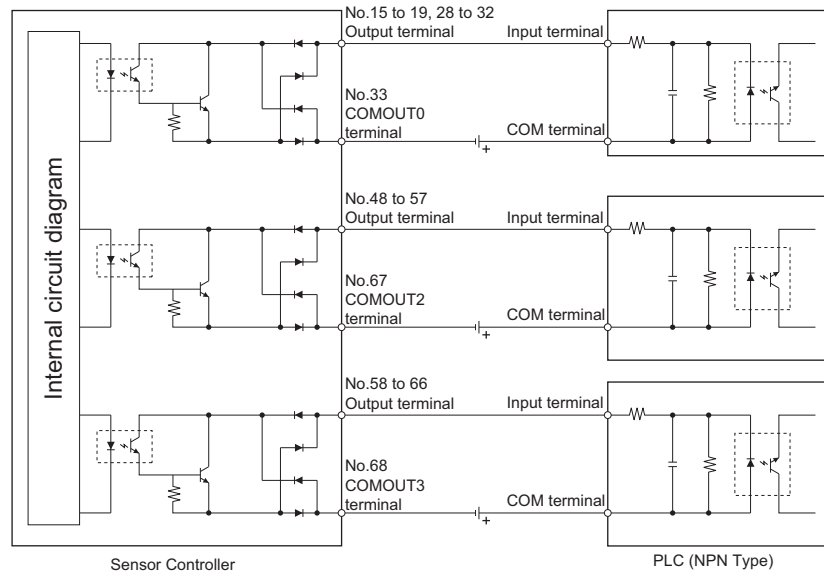 Internal circuit diagram
No.15 to 19, 28 to 32
Output terminal
Input terminal
No.33
COMOUT0
terminal
COM terminal
+
No.48 to 57
Output terminal
Input terminal
No.67
COMOUT2
terminal
COM terminal
+
No.58 to 66
Output terminal
Input terminal
No.68
COMOUT3
terminal
COM terminal
+
Sensor Controller
PLC (NPN Type)